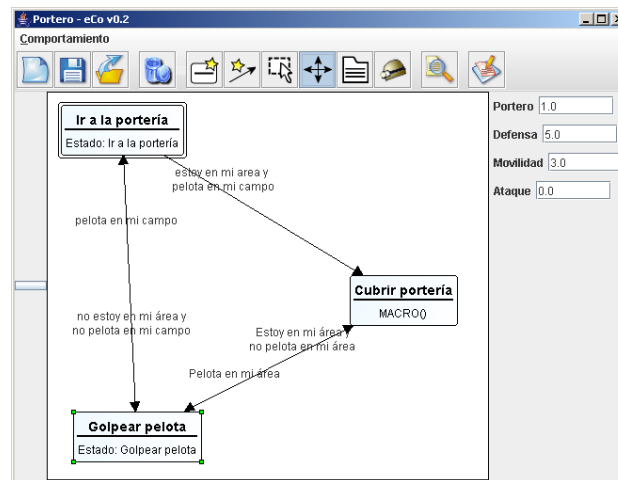 Portero - eCo v0.2
Comportamiento
Portero 1.0
Defensa 5.0
Movilidad 3.0
Ataque 0.0
Ir a la portería
Estado: Ir a la portería
estoy en mi area y
pelota en mi campo
pelota en mi campo
Cubrir portería
MACRO()
no estoy en mi área y
no pelota en mi campo
Estoy en mi área y
no pelota en mi área
Pelota en mi área
Golpear pelota
Estado: Golpear pelota